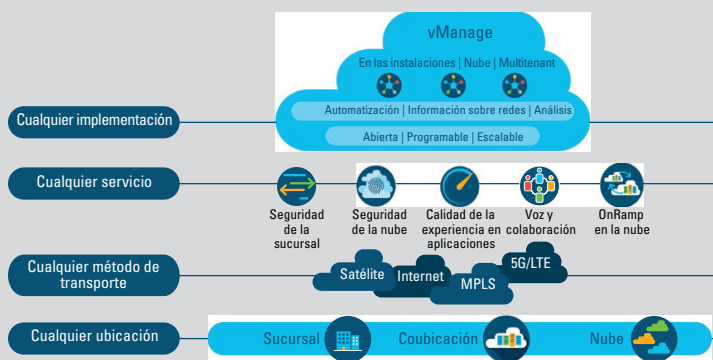 vManage
En las instalaciones | Nube | Multitenant
Automatización | Información sobre redes | Análisis
Abierta | Programable | Escalable
Cualquier implementación
Cualquier servicio
Seguridad
de la
sucursal
Seguridad
de la nube
Calidad de la
experiencia en
aplicaciones
Voz y
colaboración
OnRamp
en la nube
Cualquier método de
transporte
Satélite
Internet
MPLS
5G/LTE
Cualquier ubicación
Sucursal
Coubicación
Nube